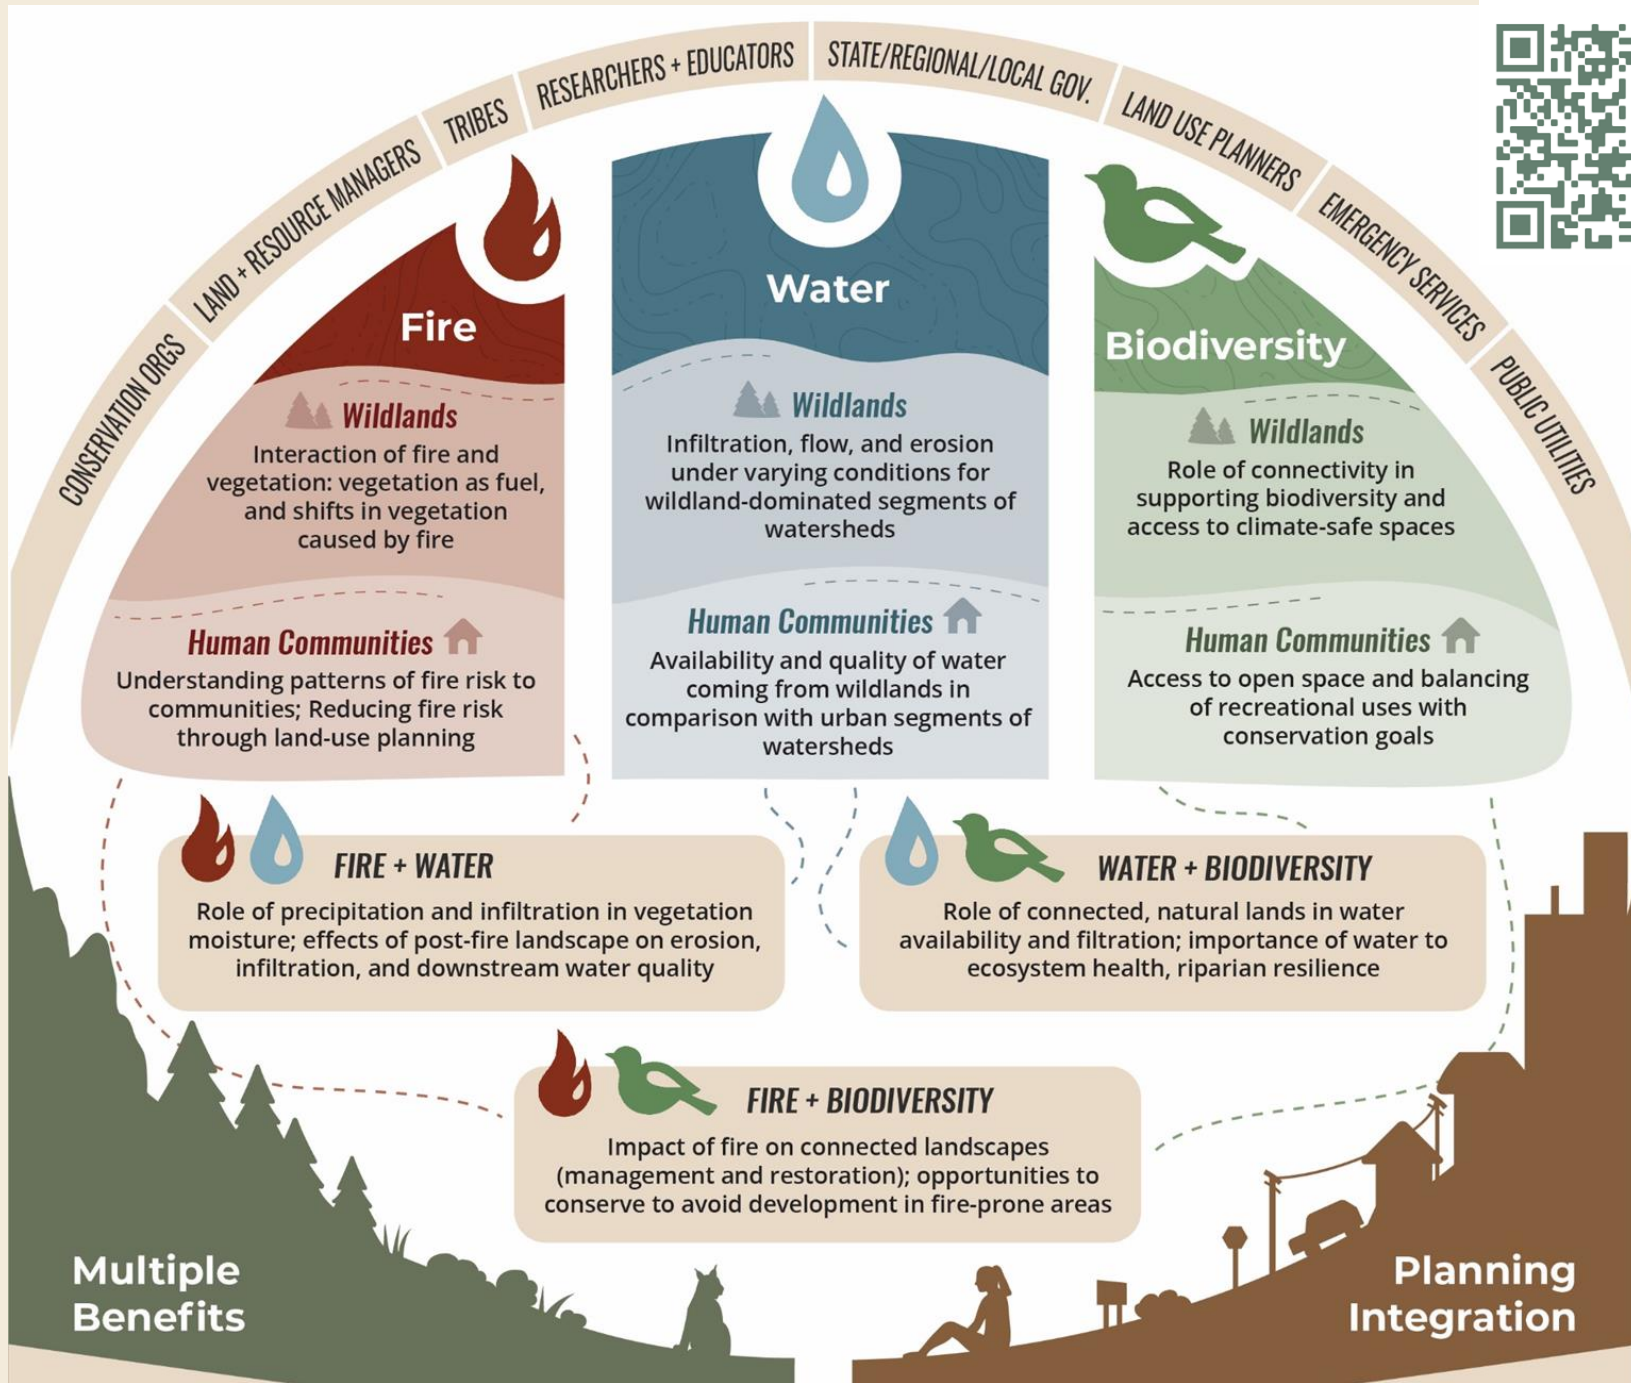 CONSERVATION ORGS
LAND + RESOURCE MANAGERS
TRIBES
RESEARCHERS + EDUCATORS
STATE/REGIONAL/LOCAL GOV.
LAND USE PLANNERS
EMERGENCY SERVICES
PUBLIC UTILITIES
Fire
Wildlands
Interaction of fire and
vegetation: vegetation as fuel,
and shifts in vegetation
caused by fire
Human Communities
Understanding patterns of fire risk to
communities; Reducing fire risk
through land-use planning
Water
Wildlands
Infiltration, flow, and erosion
under varying conditions for
wildland-dominated segments of
watersheds
Human Communities
Availability and quality of water
coming from wildlands in
comparison with urban segments of
watersheds
Biodiversity
Wildlands
Role of connectivity in
supporting biodiversity and
access to climate-safe spaces
Human Communities
Access to open space and balancing
of recreational uses with
conservation goals
FIRE + WATER
Role of precipitation and infiltration in vegetation
moisture; effects of post-fire landscape on erosion,
infiltration, and downstream water quality
WATER + BIODIVERSITY
Role of connected, natural lands in water
availability and filtration; importance of water to
ecosystem health, riparian resilience
FIRE + BIODIVERSITY
Impact of fire on connected landscapes
(management and restoration); opportunities to
conserve to avoid development in fire-prone areas
Multiple
Benefits
Planning
Integration